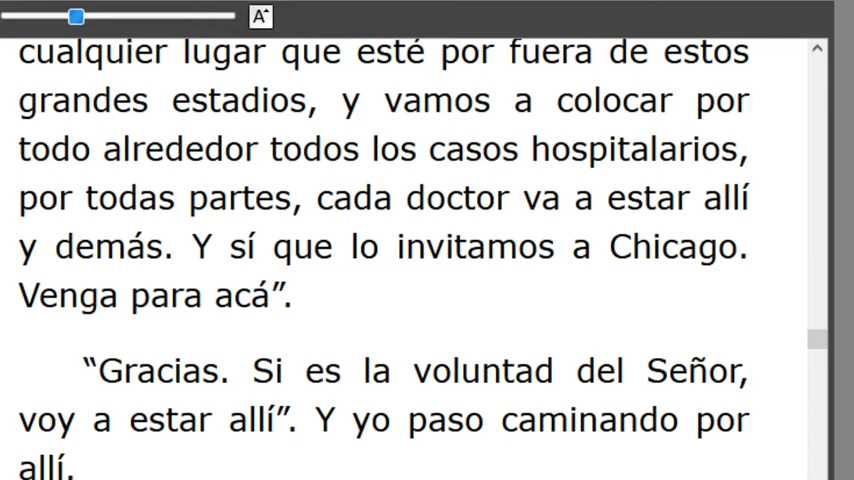 A
cualquier lugar que esté por fuera de estos
grandes estadios, y vamos a colocar por
todo alrededor todos los casos hospitalarios,
por todas partes, cada doctor va a estar allí
y demás. Y sí que lo invitamos a Chicago.
Venga para acá”.
“Gracias. Si es la voluntad del Señor,
voy a estar allí”. Y yo paso caminando por
allí.